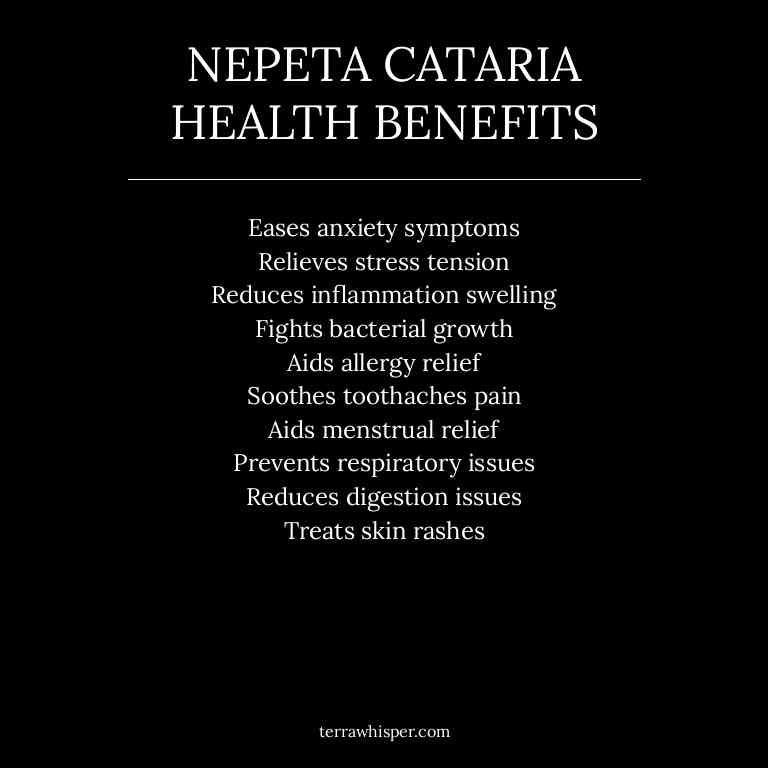 NEPETA CATARIA
HEALTH BENEFITS
Eases anxiety symptoms
Relieves stress tension
Reduces inflammation swelling
Fights bacterial growth
Aids allergy relief
Soothes toothaches pain
Aids menstrual relief
Prevents respiratory issues
Reduces digestion issues
Treats skin rashes
terrawhisper.com